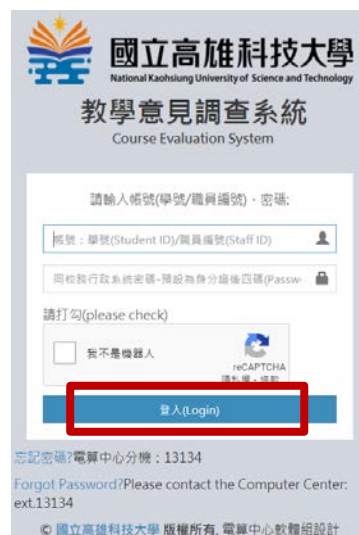 國立高雄科技大學
National Kaohsiung University of Science and Technology
教學意見調查系統
Course Evaluation System
請輸入帳號(學號/職員編號)、密碼:
帳號：學號(Student ID)/職員編號(Staff ID)
同校務行政系統密碼-預設為身分證後四碼(Passw
請打勾(please check)
我不是機器人
reCAPTCHA
隱私權 - 條款
登入(Login)
忘記密碼?電算中心分機：13134
Forgot Password?Please contact the Computer Center:
ext.13134
© 國立高雄科技大學 版權所有, 電算中心軟體組設計